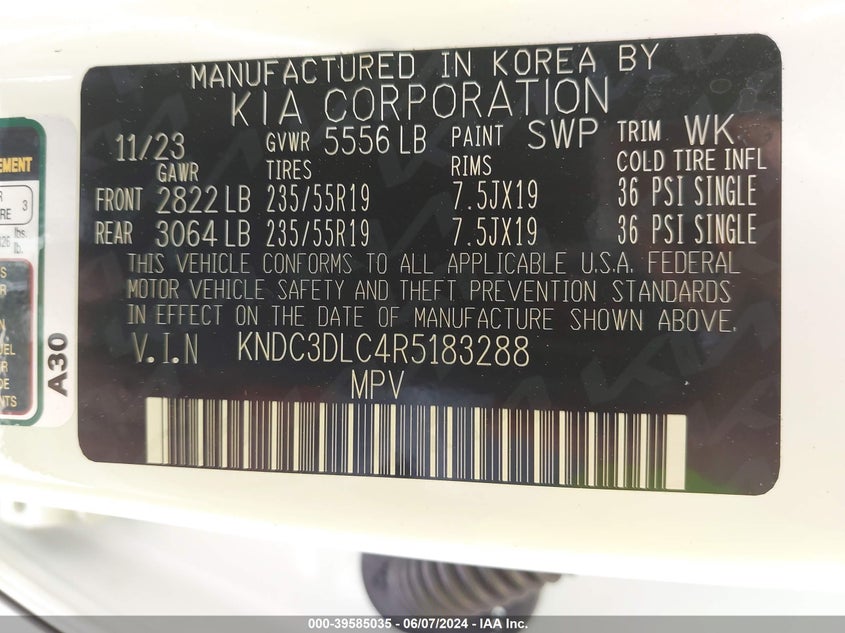 MANUFACTURED IN KOREA BY
KIA CORPORATION
11/23 GVWR 5556 LB PAINT SWP TRIM WK
GAWR TIRES RIMS COLD TIRE INFL
FRONT 2822 LB 235/55R19 7.5JX19 36 PSI SINGLE
REAR 3064 LB 235/55R19 7.5JX19 36 PSI SINGLE
THIS VEHICLE CONFORMS TO ALL APPLICABLE U.S.A. FEDERAL
MOTOR VEHICLE SAFETY AND THEFT PREVENTION STANDARDS
IN EFFECT ON THE DATE OF MANUFACTURE SHOWN ABOVE.
V.I.N KNDC3DLC4R5183288
MPV
A30
3
lbs.
lb.
000-39585035 - 06/07/2024 - IAA Inc.